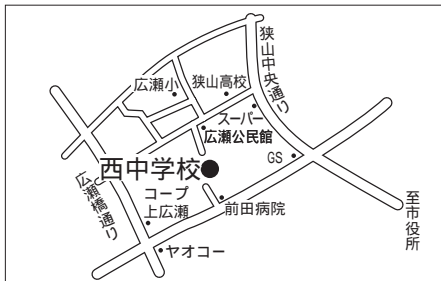 狭山中央通り
広瀬小
狭山高校
スーパー
広瀬公民館
GS
西中学校
広瀬橋通り
コープ
上広瀬
前田病院
至市役所
ヤオコー